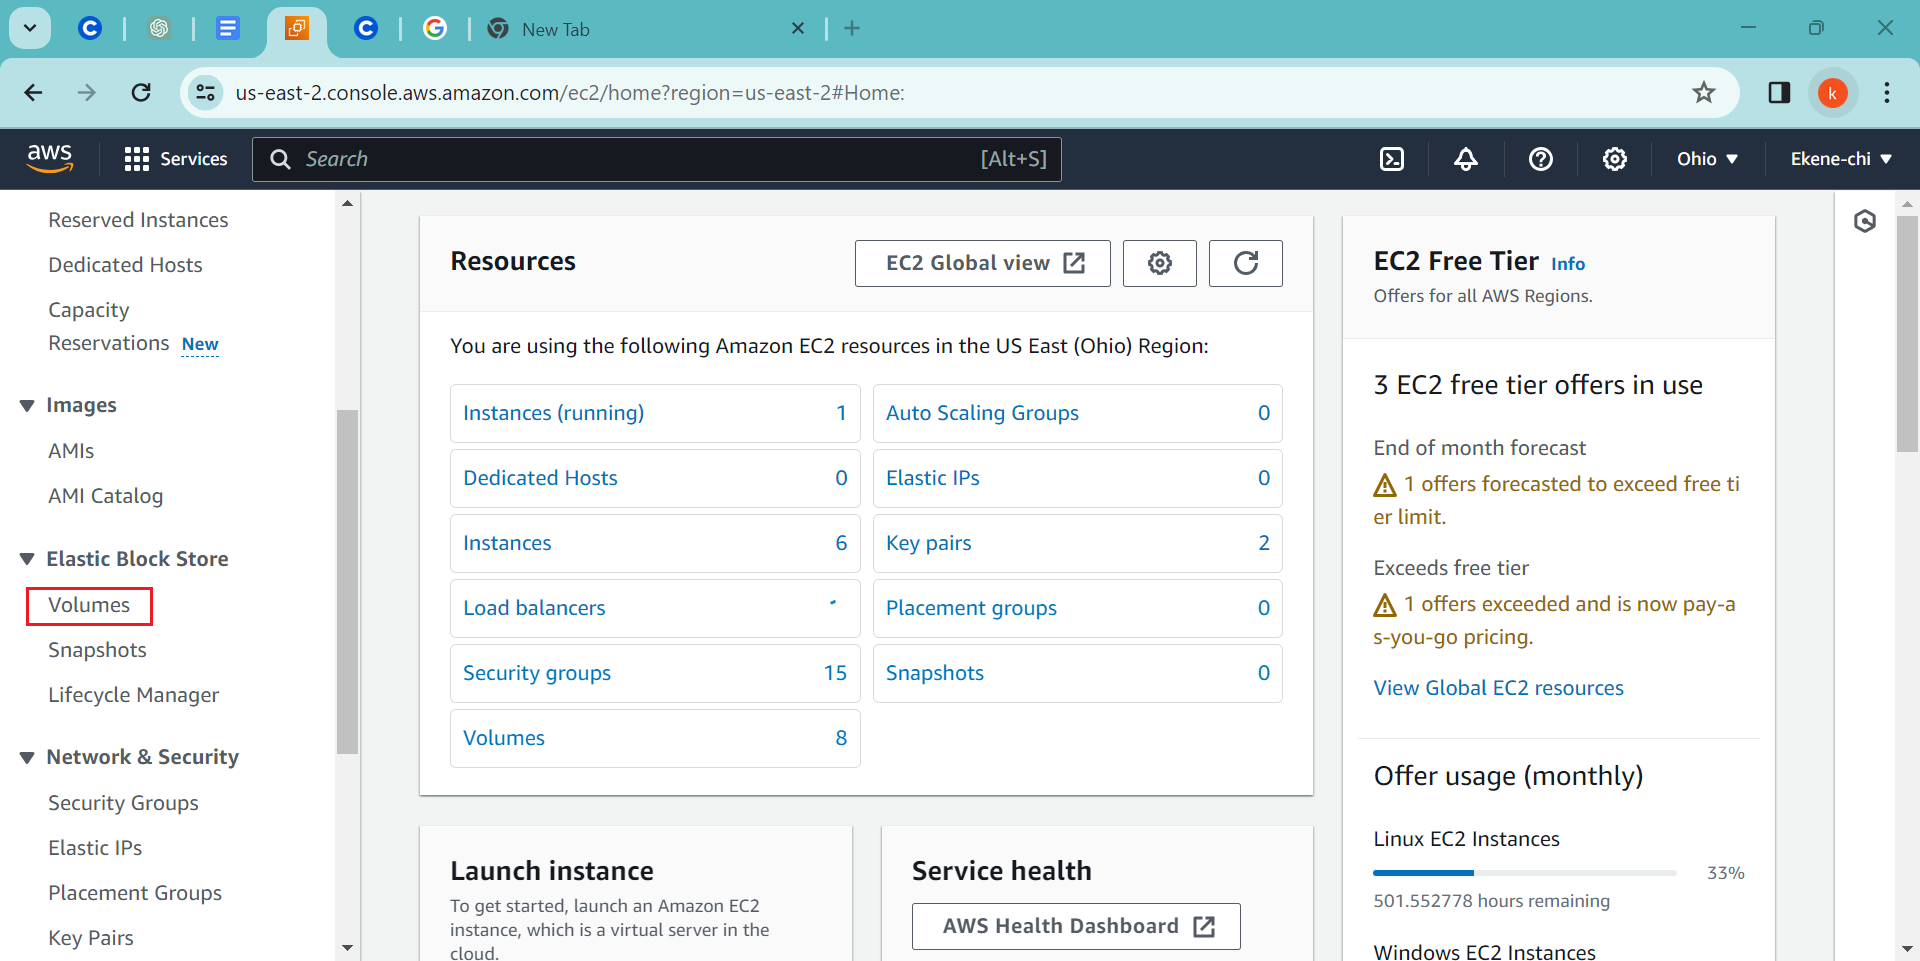 New Tab
us-east-2.console.aws.amazon.com/ec2/home?region=us-east-2#Home:
k
aws
Services
Search
[Alt+S]
Ohio
Ekene-chi
Reserved Instances
Dedicated Hosts
Capacity
Reservations New
Images
AMIs
AMI Catalog
Elastic Block Store
Volumes
Snapshots
Lifecycle Manager
Network & Security
Security Groups
Elastic IPs
Placement Groups
Key Pairs
Resources
EC2 Global view
You are using the following Amazon EC2 resources in the US East (Ohio) Region:
Instances (running) 1
Auto Scaling Groups 0
Dedicated Hosts 0
Elastic IPs 0
Instances 6
Key pairs 2
Load balancers
Placement groups 0
Security groups 15
Snapshots 0
Volumes 8
Launch instance
To get started, launch an Amazon EC2
instance, which is a virtual server in the
cloud.
Service health
AWS Health Dashboard
EC2 Free Tier Info
Offers for all AWS Regions.
3 EC2 free tier offers in use
End of month forecast
1 offers forecasted to exceed free ti
er limit.
Exceeds free tier
1 offers exceeded and is now pay-a
s-you-go pricing.
View Global EC2 resources
Offer usage (monthly)
Linux EC2 Instances
33%
501.552778 hours remaining
Windows EC2 Instances